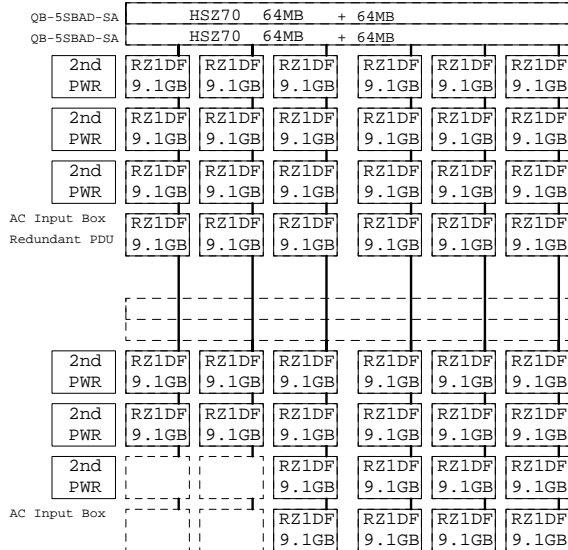 QB-5SBAD-SA HSZ70 64MB + 64MB
QB-5SBAD-SA HSZ70 64MB + 64MB
2nd RZ1DF RZ1DF RZ1DF RZ1DF RZ1DF RZ1DF
PWR 9.1GB 9.1GB 9.1GB 9.1GB 9.1GB 9.1GB
2nd RZ1DF RZ1DF RZ1DF RZ1DF RZ1DF RZ1DF
PWR 9.1GB 9.1GB 9.1GB 9.1GB 9.1GB 9.1GB
2nd RZ1DF RZ1DF RZ1DF RZ1DF RZ1DF RZ1DF
PWR 9.1GB 9.1GB 9.1GB 9.1GB 9.1GB 9.1GB
AC Input Box RZ1DF RZ1DF RZ1DF RZ1DF RZ1DF RZ1DF
Redundant PDU 9.1GB 9.1GB 9.1GB 9.1GB 9.1GB 9.1GB
2nd RZ1DF RZ1DF RZ1DF RZ1DF RZ1DF RZ1DF
PWR 9.1GB 9.1GB 9.1GB 9.1GB 9.1GB 9.1GB
2nd RZ1DF RZ1DF RZ1DF RZ1DF RZ1DF RZ1DF
PWR 9.1GB 9.1GB 9.1GB 9.1GB 9.1GB 9.1GB
2nd RZ1DF RZ1DF RZ1DF RZ1DF
PWR 9.1GB 9.1GB 9.1GB 9.1GB
AC Input Box RZ1DF RZ1DF RZ1DF RZ1DF
9.1GB 9.1GB 9.1GB 9.1GB